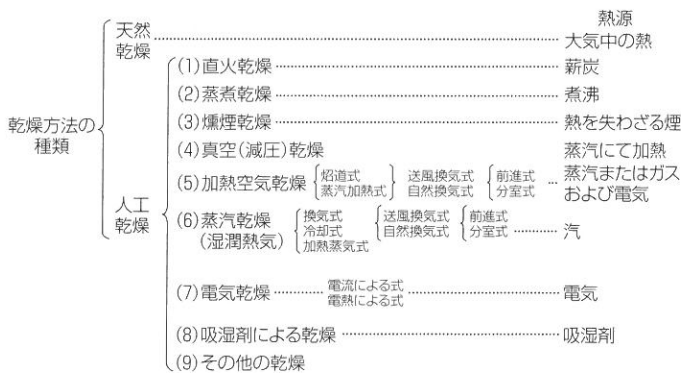 熱源
天然 大気中の熱
乾燥
(1)直火乾燥 薪炭
(2)蒸煮乾燥 煮沸
乾燥方法の (3)燻煙乾燥 熱を失わざる煙
種類
(4)真空(減圧)乾燥 蒸汽にて加熱
(5)加熱空気乾燥 焰道式 送風換気式 前進式 蒸汽またはガス
蒸汽加熱式 自然換気式 分室式 および電気
人工
乾燥
(6)蒸汽乾燥 換気式 送風換気式 前進式
(湿潤熱気) 冷却式 自然換気式 分室式 汽
加熱蒸気式
(7)電気乾燥 電流による式 電気
電熱による式
(8)吸湿剤による乾燥 吸湿剤
(9)その他の乾燥